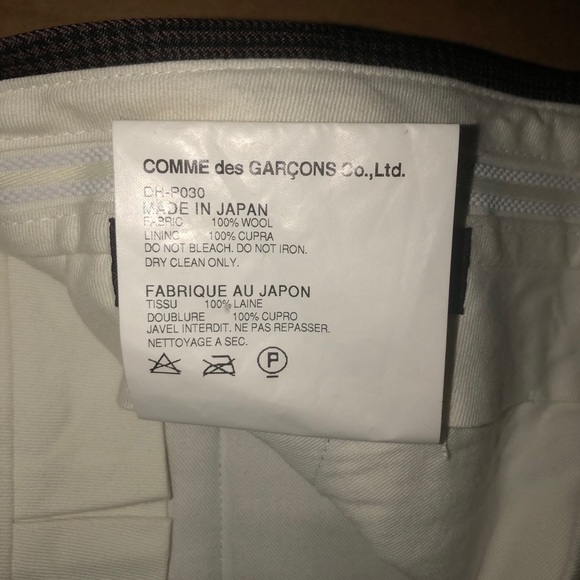 COMME des GARÇONS Co.,Ltd.
DH-P030
MADE IN JAPAN
FABRIC 100% WOOL
LINING 100% CUPRA
DO NOT BLEACH. DO NOT IRON.
DRY CLEAN ONLY.
FABRIQUE AU JAPON
TISSU 100% LAINE
DOUBLURE 100% CUPRO
JAVEL INTERDIT. NE PAS REPASSER.
NETTOYAGE A SEC.
P